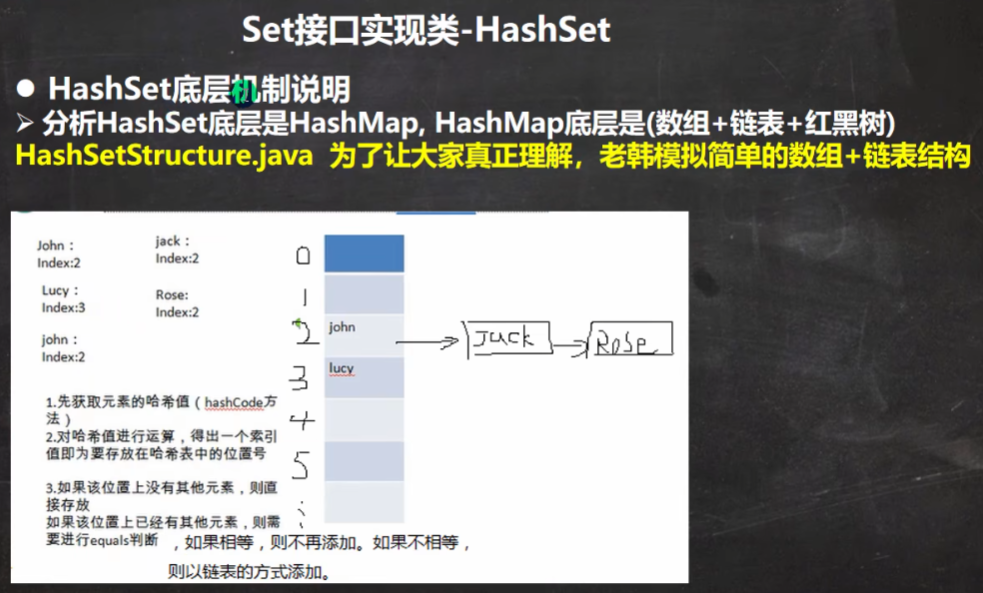 Set接口实现类-HashSet
● HashSet底层机制说明
➢ 分析HashSet底层是HashMap, HashMap底层是(数组+链表+红黑树)
HashSetStructure.java 为了让大家真正理解，老韩模拟简单的数组+链表结构
John：
Index:2
jack：
Index:2
Lucy：
Index:3
Rose:
Index:2
john：
Index:2
0
1
2
3
4
5
john
lucy
Jack
Rose
1.先获取元素的哈希值（hashCode方
法）
2.对哈希值进行运算，得出一个索引
值即为要存放在哈希表中的位置号
3.如果该位置上没有其他元素，则直
接存放
如果该位置上已经有其他元素，则需
要进行equals判断 ，如果相等，则不再添加。如果不相等，
则以链表的方式添加。